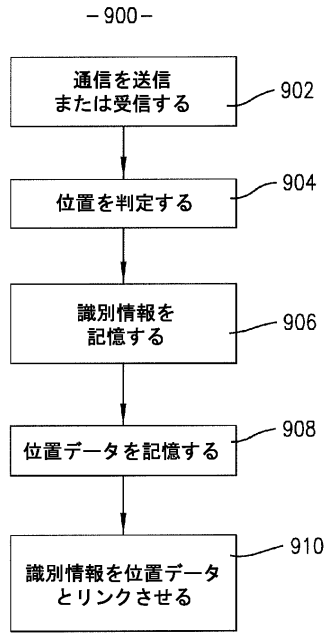 -900-
通信を送信
または受信する
902
位置を判定する
904
識別情報を
記憶する
906
位置データを記憶する
908
識別情報を位置データ
とリンクさせる
910